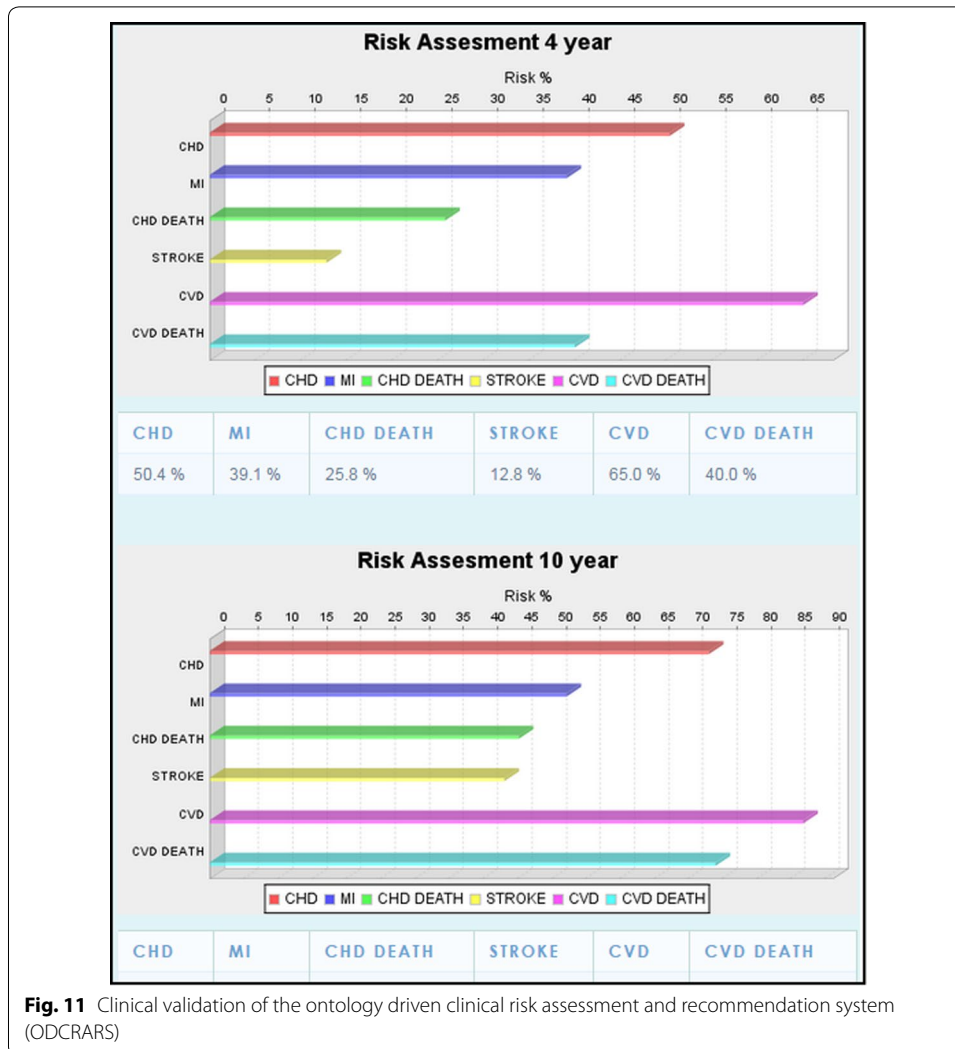 Risk Assesment 4 year
Risk %
0 5 10 15 20 25 30 35 40 45 50 55 60 65
CHD
MI
CHD DEATH
STROKE
CVD
CVD DEATH
CHD MI CHD DEATH STROKE CVD CVD DEATH
CHD MI CHD DEATH STROKE CVD CVD DEATH
50.4 % 39.1 % 25.8 % 12.8 % 65.0 % 40.0 %
Risk Assesment 10 year
Risk %
0 5 10 15 20 25 30 35 40 45 50 55 60 65 70 75 80 85 90
CHD
MI
CHD DEATH
STROKE
CVD
CVD DEATH
CHD MI CHD DEATH STROKE CVD CVD DEATH
CHD MI CHD DEATH STROKE CVD CVD DEATH
Fig. 11 Clinical validation of the ontology driven clinical risk assessment and recommendation system
(ODCRARS)